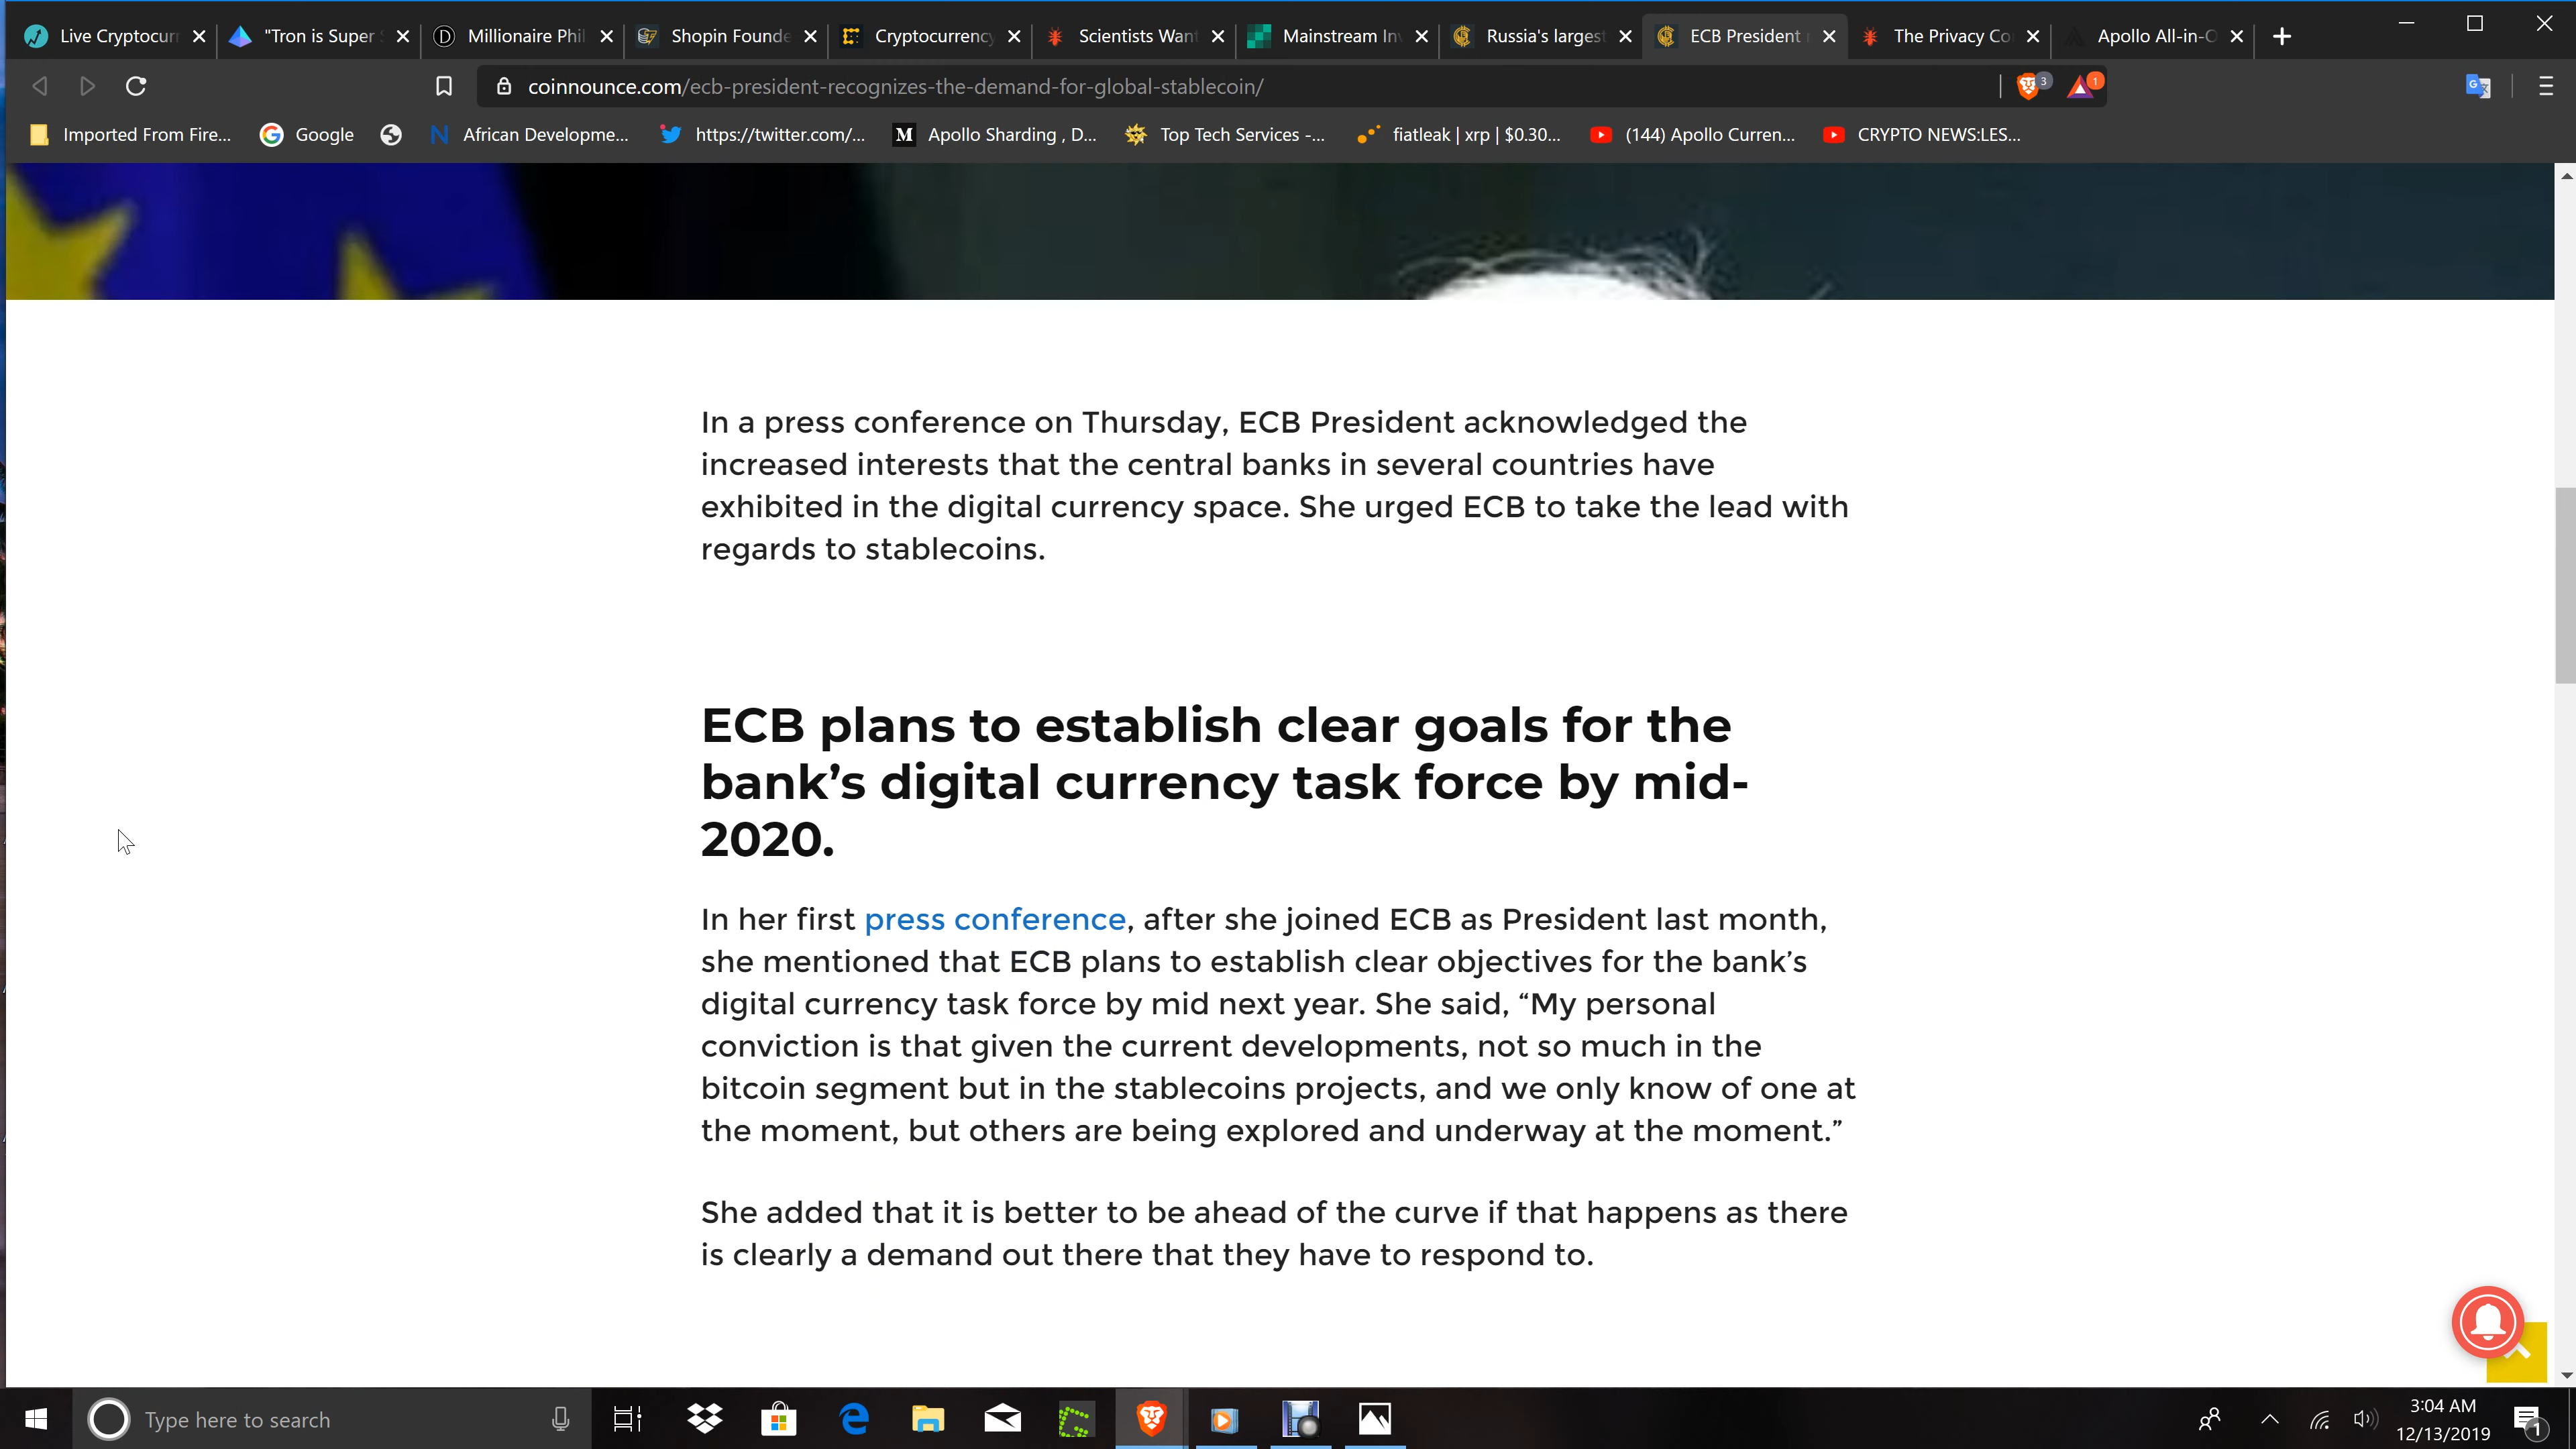 Live Cryptocurr
"Tron is Super S
Millionaire Phil
Shopin Founde
Cryptocurrency
Scientists Want
Mainstream Inv
Russia's largest
ECB President r
The Privacy Co
Apollo All-in-O
coinnounce.com/ecb-president-recognizes-the-demand-for-global-stablecoin/
3
1
Imported From Fire...
Google
African Developme...
https://twitter.com/...
Apollo Sharding , D...
Top Tech Services -...
fiatleak | xrp | $0.30...
(144) Apollo Curren...
CRYPTO NEWS:LES...
In a press conference on Thursday, ECB President acknowledged the
increased interests that the central banks in several countries have
exhibited in the digital currency space. She urged ECB to take the lead with
regards to stablecoins.
ECB plans to establish clear goals for the
bank’s digital currency task force by mid-
2020.
In her first press conference, after she joined ECB as President last month,
she mentioned that ECB plans to establish clear objectives for the bank’s
digital currency task force by mid next year. She said, “My personal
conviction is that given the current developments, not so much in the
bitcoin segment but in the stablecoins projects, and we only know of one at
the moment, but others are being explored and underway at the moment.”
She added that it is better to be ahead of the curve if that happens as there
is clearly a demand out there that they have to respond to.
Type here to search
3:04 AM
12/13/2019
1